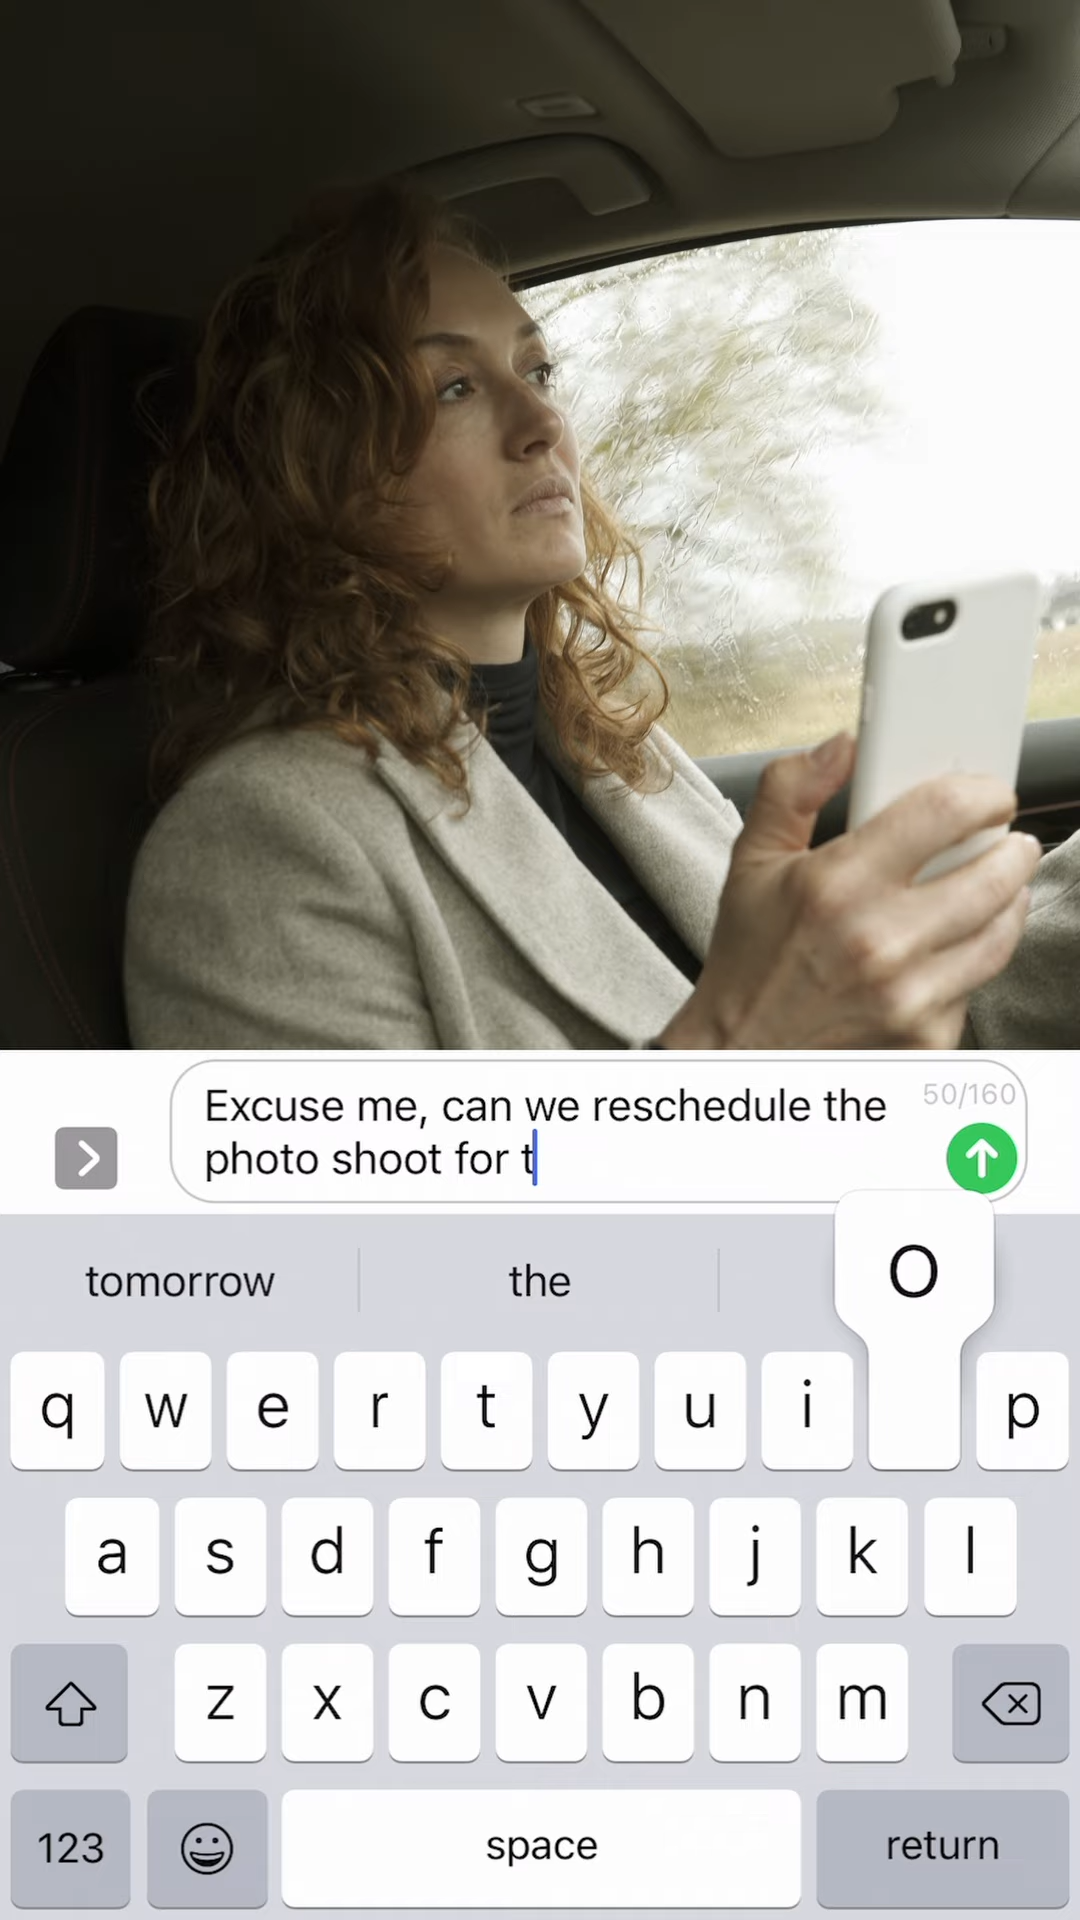 Excuse me, can we reschedule the
50/160
photo shoot for t
tomorrow the
O
q w e r t y u i p
a s d f g h j k l
z x c v b n m
123 space return